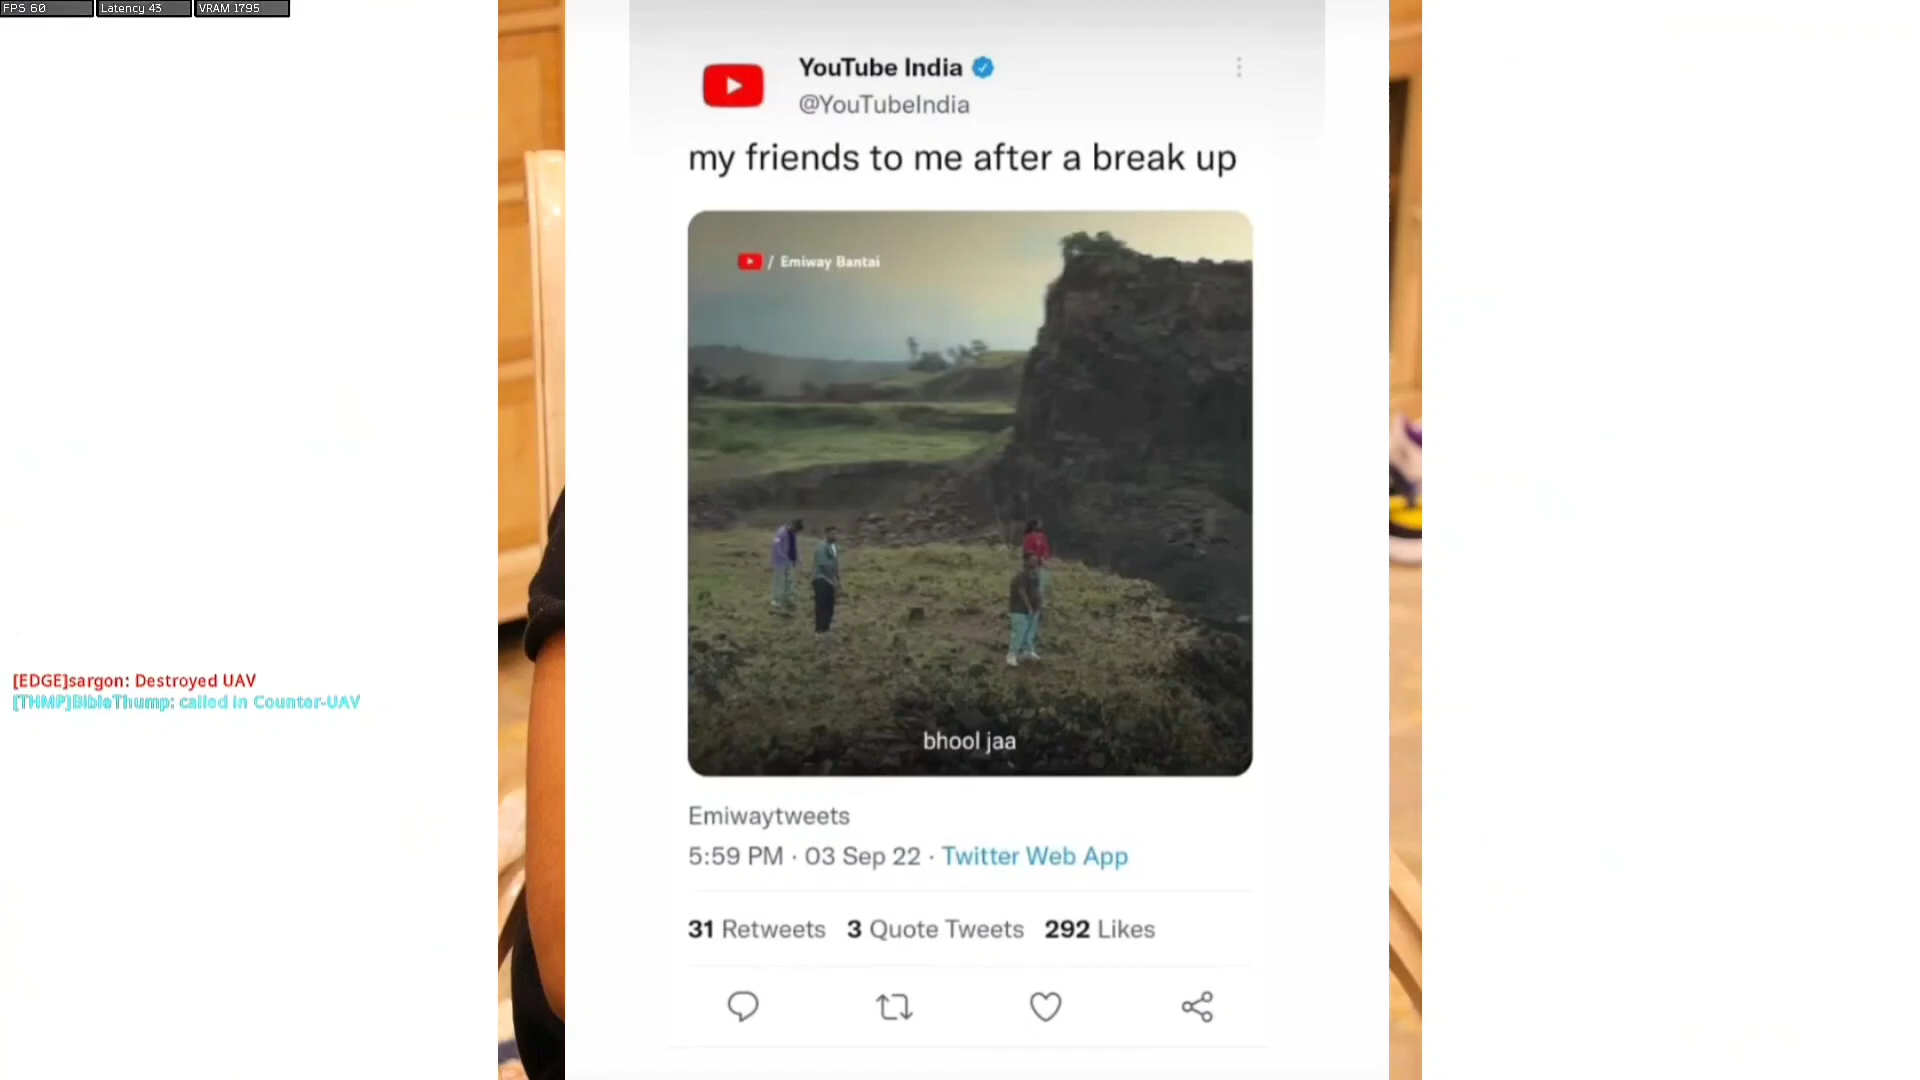 FPS 60 Latency 43 VRAM 1795
YouTube India
@YouTubeIndia
my friends to me after a break up
/ Emiway Bantai
bhool jaa
Emiwaytweets
5:59 PM · 03 Sep 22 · Twitter Web App
31 Retweets 3 Quote Tweets 292 Likes
[EDGE]sargon: Destroyed UAV
[THMP]BibleThump: called in Counter-UAV